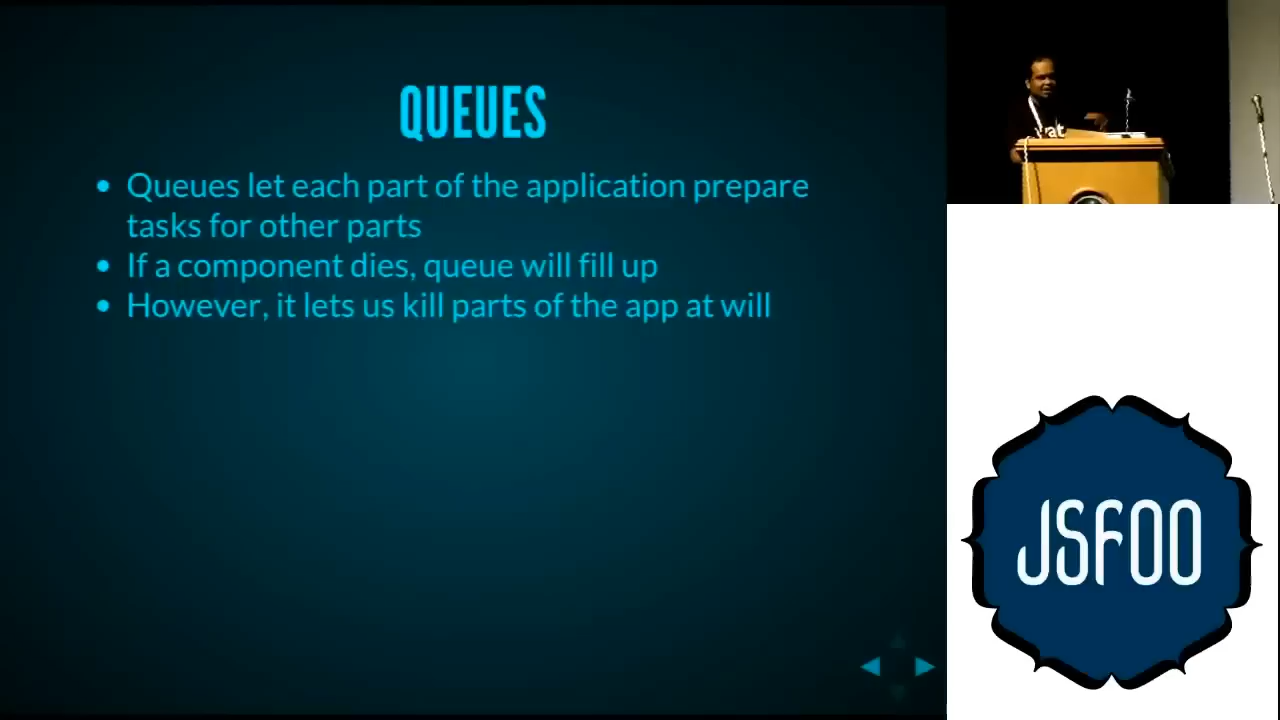 QUEUES
Queues let each part of the application prepare
tasks for other parts
If a component dies, queue will fill up
However, it lets us kill parts of the app at will
JSFOO